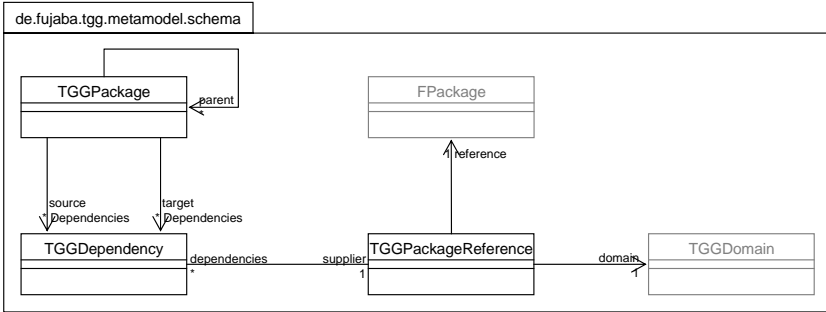 de.fujaba.tgg.metamodel.schema
TGGPackage
parent
*
FPackage
1 reference
source
* Dependencies
target
* Dependencies
TGGDependency
dependencies
*
supplier
1
TGGPackageReference
domain
1
TGGDomain